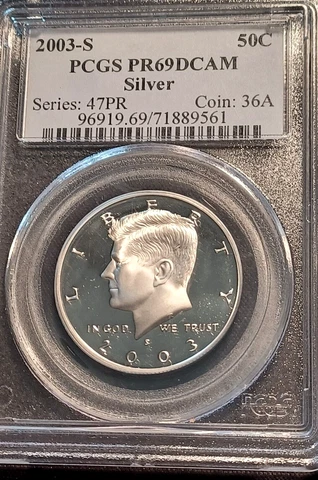 2003-S 50C
PCGS PR69DCAM
Silver
Series: 47PR Coin: 36A
96919.69/71889561
LIBERTY
IN GOD WE TRUST
S
2003
PCGS